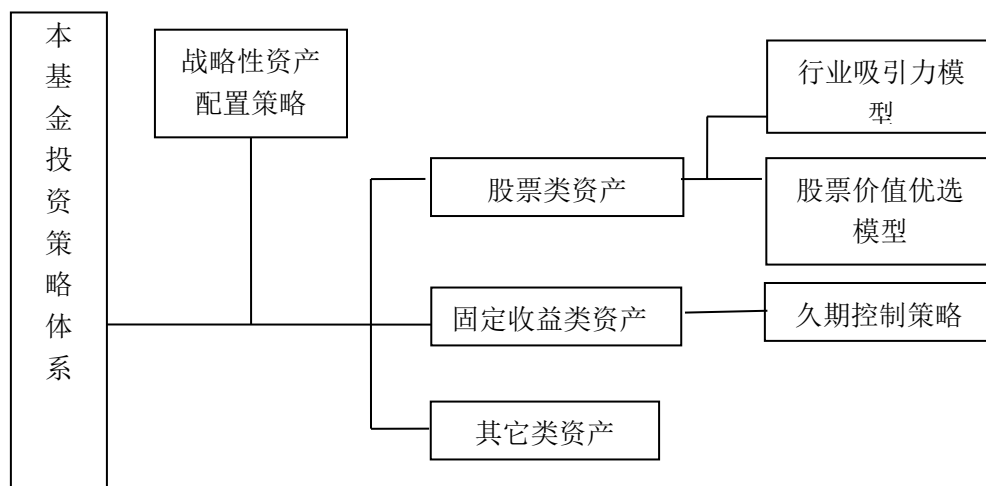 本
基
金
投
资
策
略
体
系
战略性资产
配置策略
行业吸引力模
型
股票类资产
股票价值优选
模型
固定收益类资产
久期控制策略
其它类资产